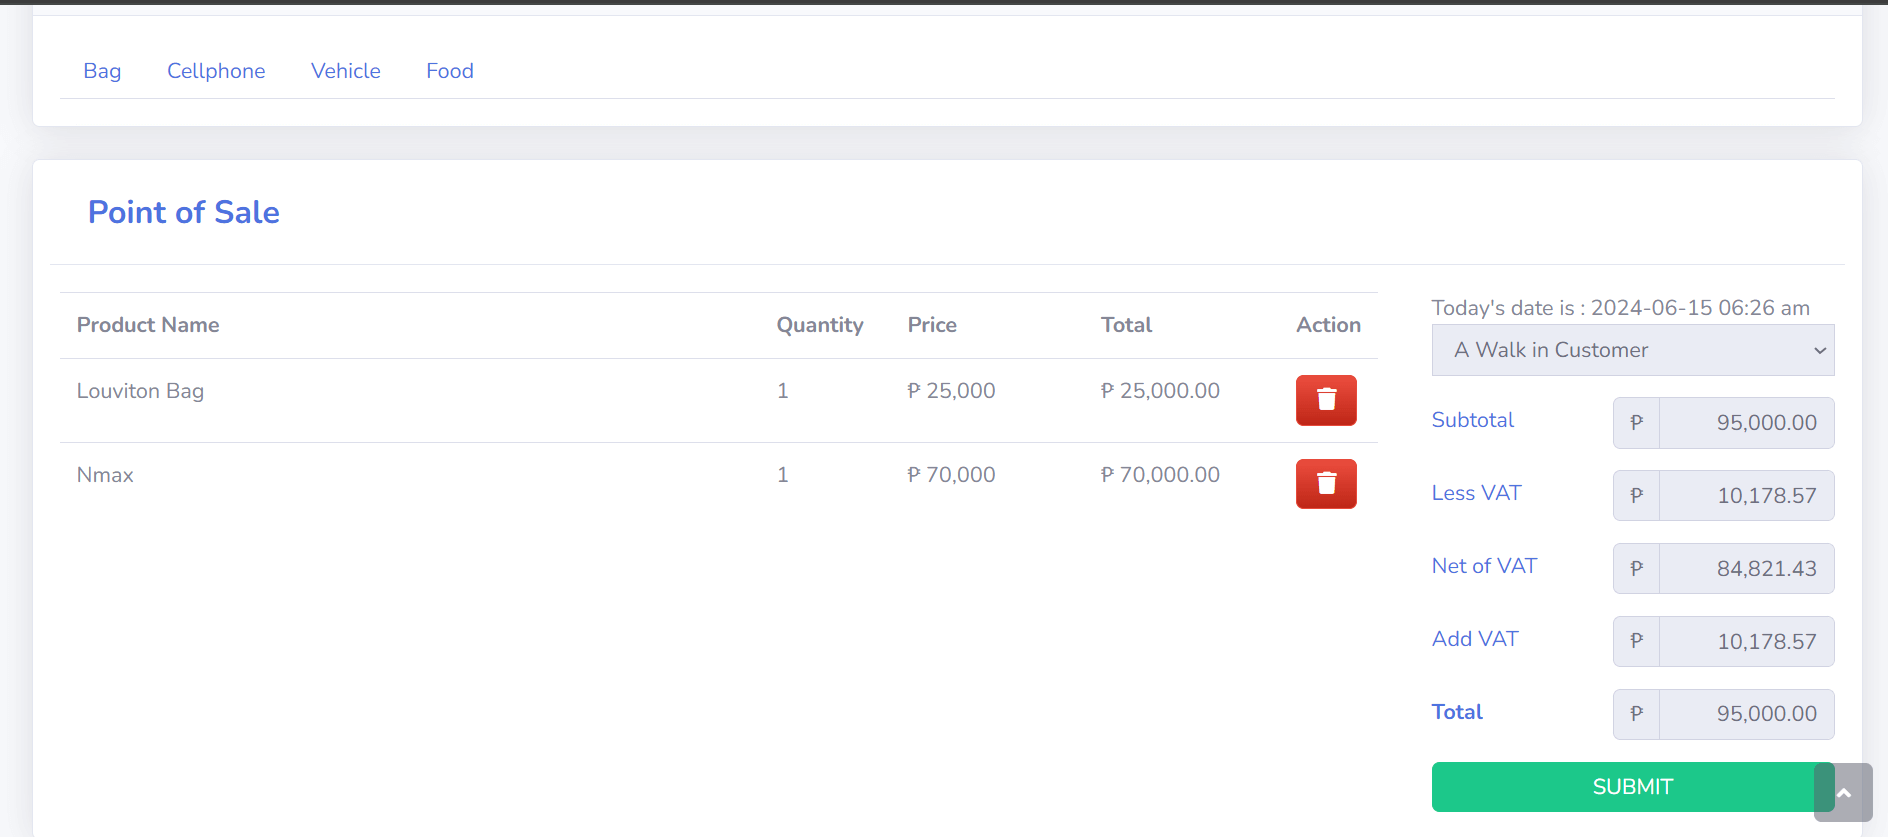 Bag Cellphone Vehicle Food
Point of Sale
Product Name Quantity Price Total Action
Louviton Bag 1 ₱ 25,000 ₱ 25,000.00
Nmax 1 ₱ 70,000 ₱ 70,000.00
Today's date is : 2024-06-15 06:26 am
A Walk in Customer
Subtotal ₱ 95,000.00
Less VAT ₱ 10,178.57
Net of VAT ₱ 84,821.43
Add VAT ₱ 10,178.57
Total ₱ 95,000.00
SUBMIT